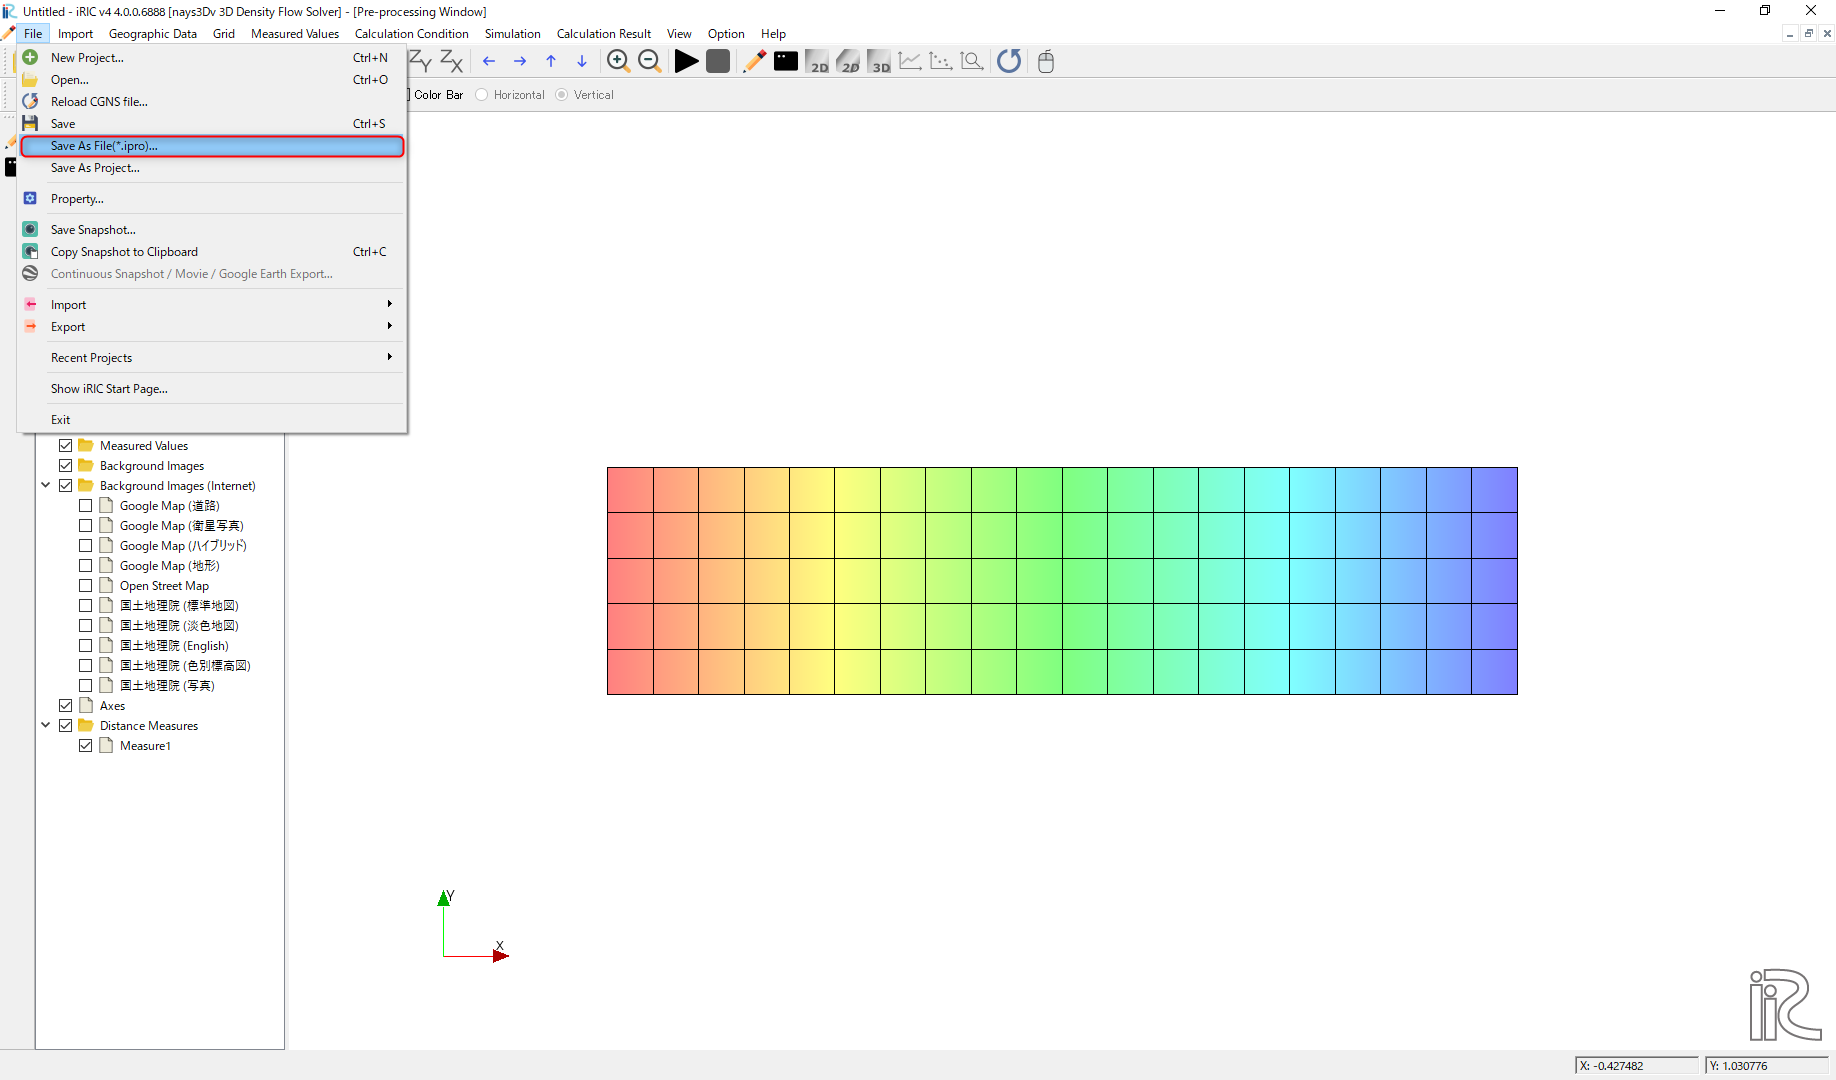 Untitled - iRIC v4 4.0.0.6888 [nays3Dv 3D Density Flow Solver] - [Pre-processing Window]
File Import Geographic Data Grid Measured Values Calculation Condition Simulation Calculation Result View Option Help
New Project... Ctrl+N
Open... Ctrl+O
Reload CGNS file...
Save Ctrl+S
Save As File(*.ipro)...
Save As Project...
Property...
Save Snapshot...
Copy Snapshot to Clipboard Ctrl+C
Continuous Snapshot / Movie / Google Earth Export...
Import
Export
Recent Projects
Show iRIC Start Page...
Exit
ZY ZX 2D 2D 3D
Color Bar Horizontal Vertical
Measured Values
Background Images
Background Images (Internet)
Google Map (道路)
Google Map (衛星写真)
Google Map (ハイブリッド)
Google Map (地形)
Open Street Map
国土地理院 (標準地図)
国土地理院 (淡色地図)
国土地理院 (English)
国土地理院 (色別標高図)
国土地理院 (写真)
Axes
Distance Measures
Measure1
Y
X
iRIC
X: -0.427482 Y: 1.030776